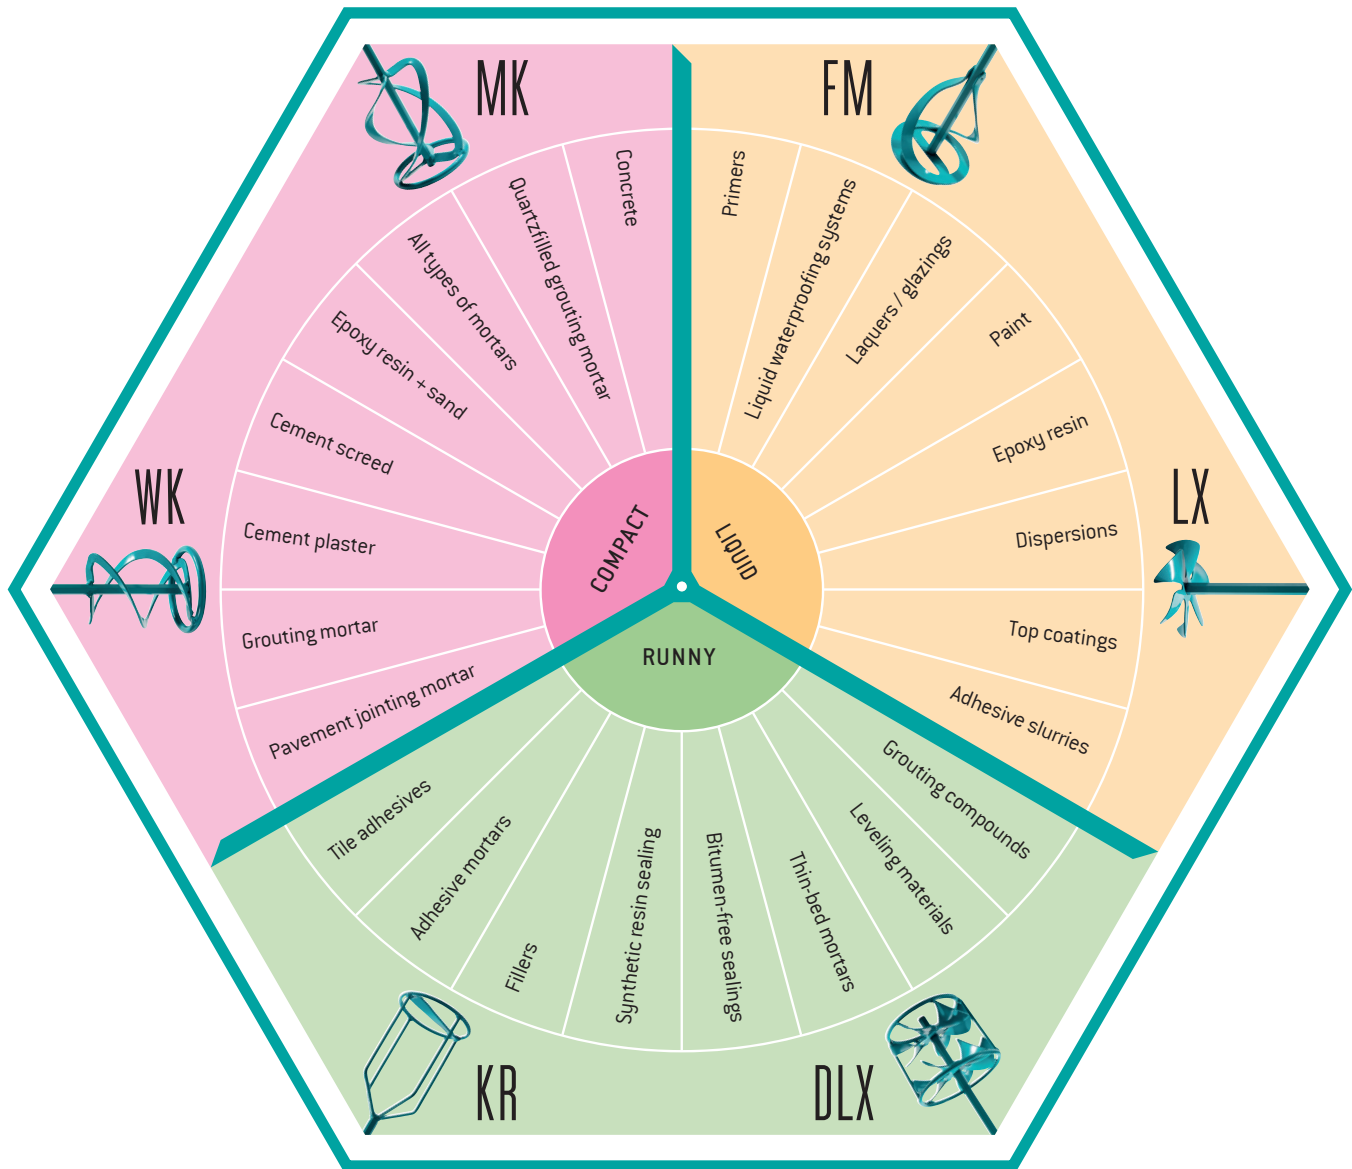 MK
FM
LX
DLX
KR
WK
COMPACT
LIQUID
RUNNY
Concrete
Quartzfilled grouting mortar
All types of mortars
Epoxy resin + sand
Cement screed
Cement plaster
Grouting mortar
Pavement jointing mortar
Primers
Liquid waterproofing systems
Laquers / glazings
Paint
Epoxy resin
Dispersions
Top coatings
Adhesive slurries
Grouting compounds
Leveling materials
Thin-bed mortars
Bitumen-free sealings
Synthetic resin sealing
Fillers
Adhesive mortars
Tile adhesives